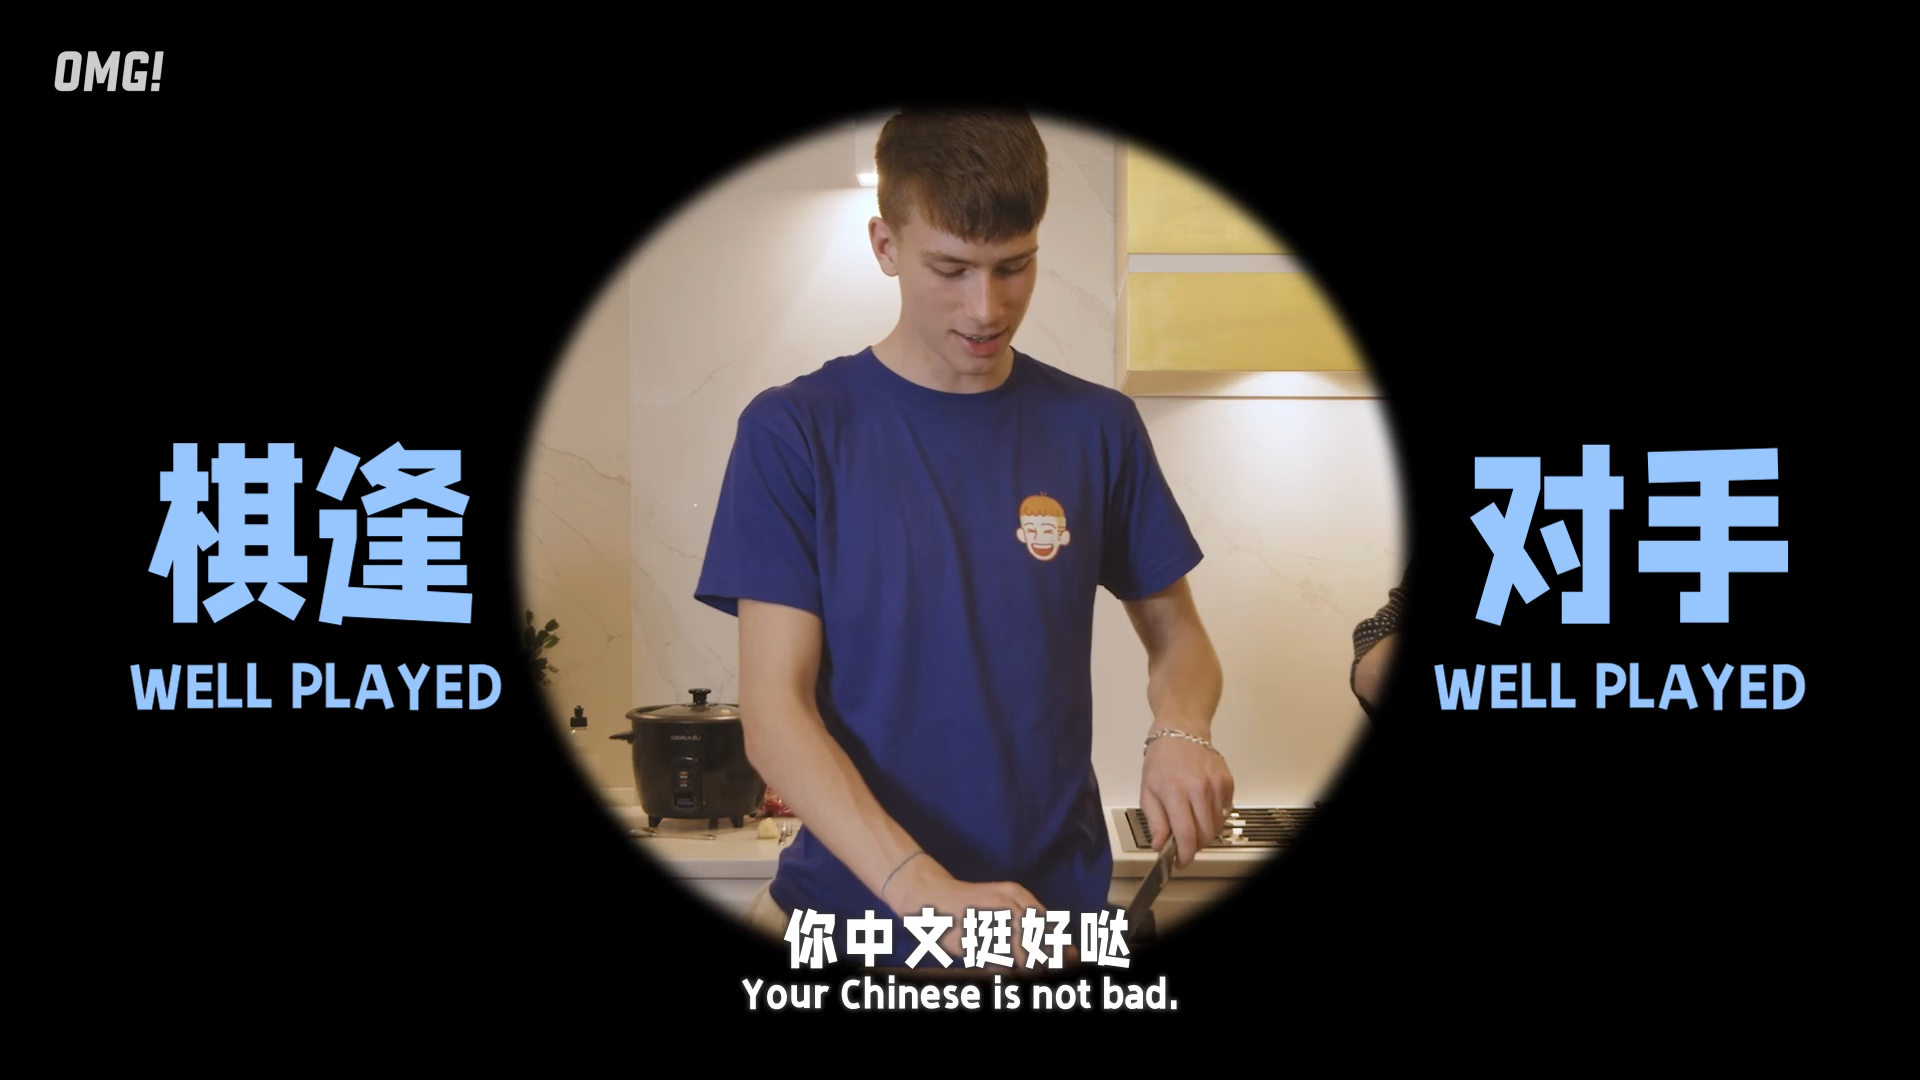 OMG!
棋逢
WELL PLAYED
对手
WELL PLAYED
你中文挺好哒
Your Chinese is not bad.